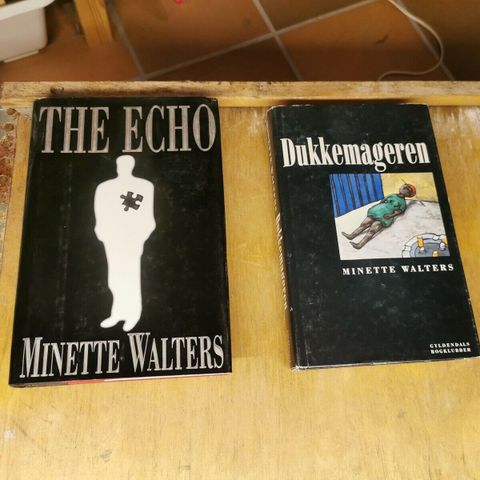 THE ECHO
MINETTE WALTERS
Dukkemageren
MINETTE WALTERS
GYLDENDALS
BOGKLUBBER